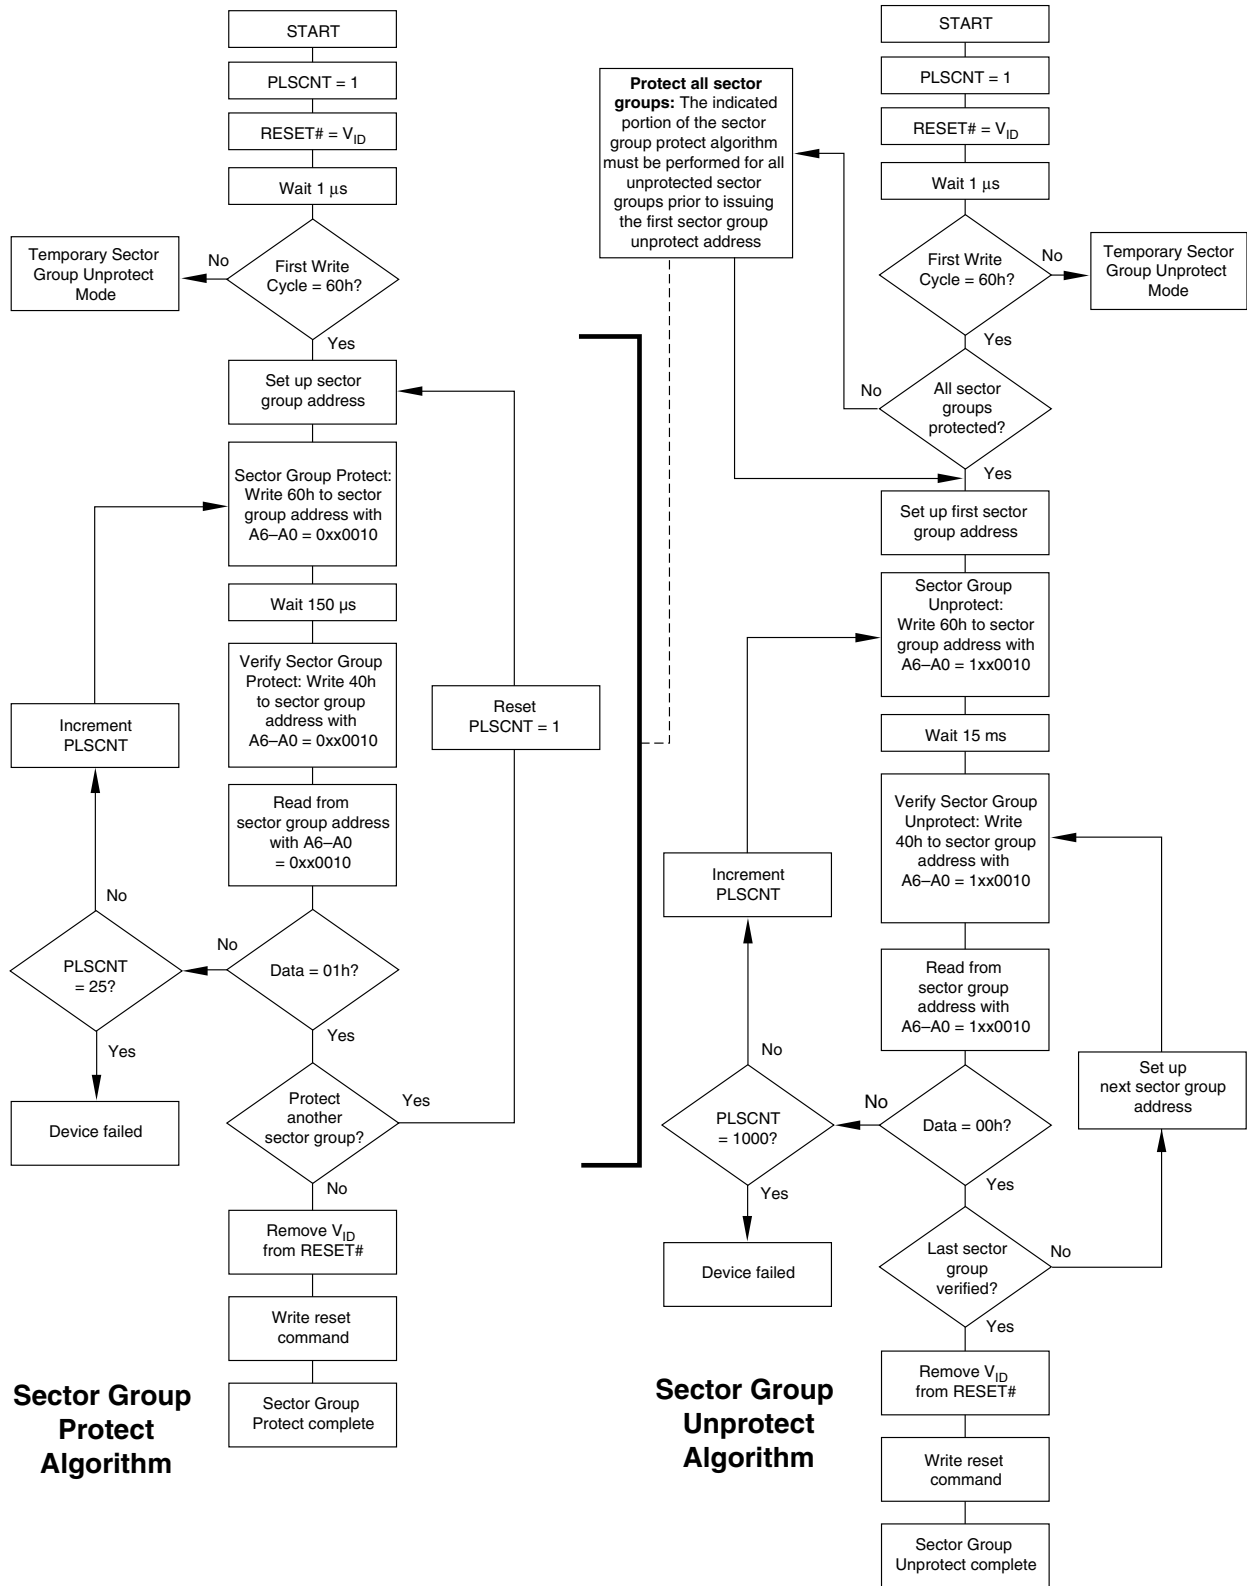 START
PLSCNT = 1
RESET# = VID
Wait 1 μs
First Write
Cycle = 60h?
No
Temporary Sector
Group Unprotect
Mode
Yes
Set up sector
group address
Sector Group Protect:
Write 60h to sector
group address with
A6–A0 = 0xx0010
Wait 150 µs
Verify Sector Group
Protect: Write 40h
to sector group
address with
A6–A0 = 0xx0010
Reset
PLSCNT = 1
Increment
PLSCNT
Read from
sector group address
with A6–A0
= 0xx0010
No
No
PLSCNT
= 25?
Data = 01h?
Yes
Yes
Device failed
Protect
another
sector group?
Yes
No
Remove VID
from RESET#
Write reset
command
Sector Group
Protect complete
Sector Group
Protect
Algorithm
START
PLSCNT = 1
RESET# = VID
Wait 1 μs
Protect all sector
groups: The indicated
portion of the sector
group protect algorithm
must be performed for all
unprotected sector
groups prior to issuing
the first sector group
unprotect address
First Write
Cycle = 60h?
No
Temporary Sector
Group Unprotect
Mode
Yes
No
All sector
groups
protected?
Yes
Set up first sector
group address
Sector Group
Unprotect:
Write 60h to sector
group address with
A6–A0 = 1xx0010
Wait 15 ms
Verify Sector Group
Unprotect: Write
40h to sector group
address with
A6–A0 = 1xx0010
Increment
PLSCNT
Read from
sector group
address with
A6–A0 = 1xx0010
No
No
PLSCNT
= 1000?
Data = 00h?
Set up
next sector group
address
Yes
Yes
Device failed
Last sector
group
verified?
No
Yes
Remove VID
from RESET#
Write reset
command
Sector Group
Unprotect complete
Sector Group
Unprotect
Algorithm